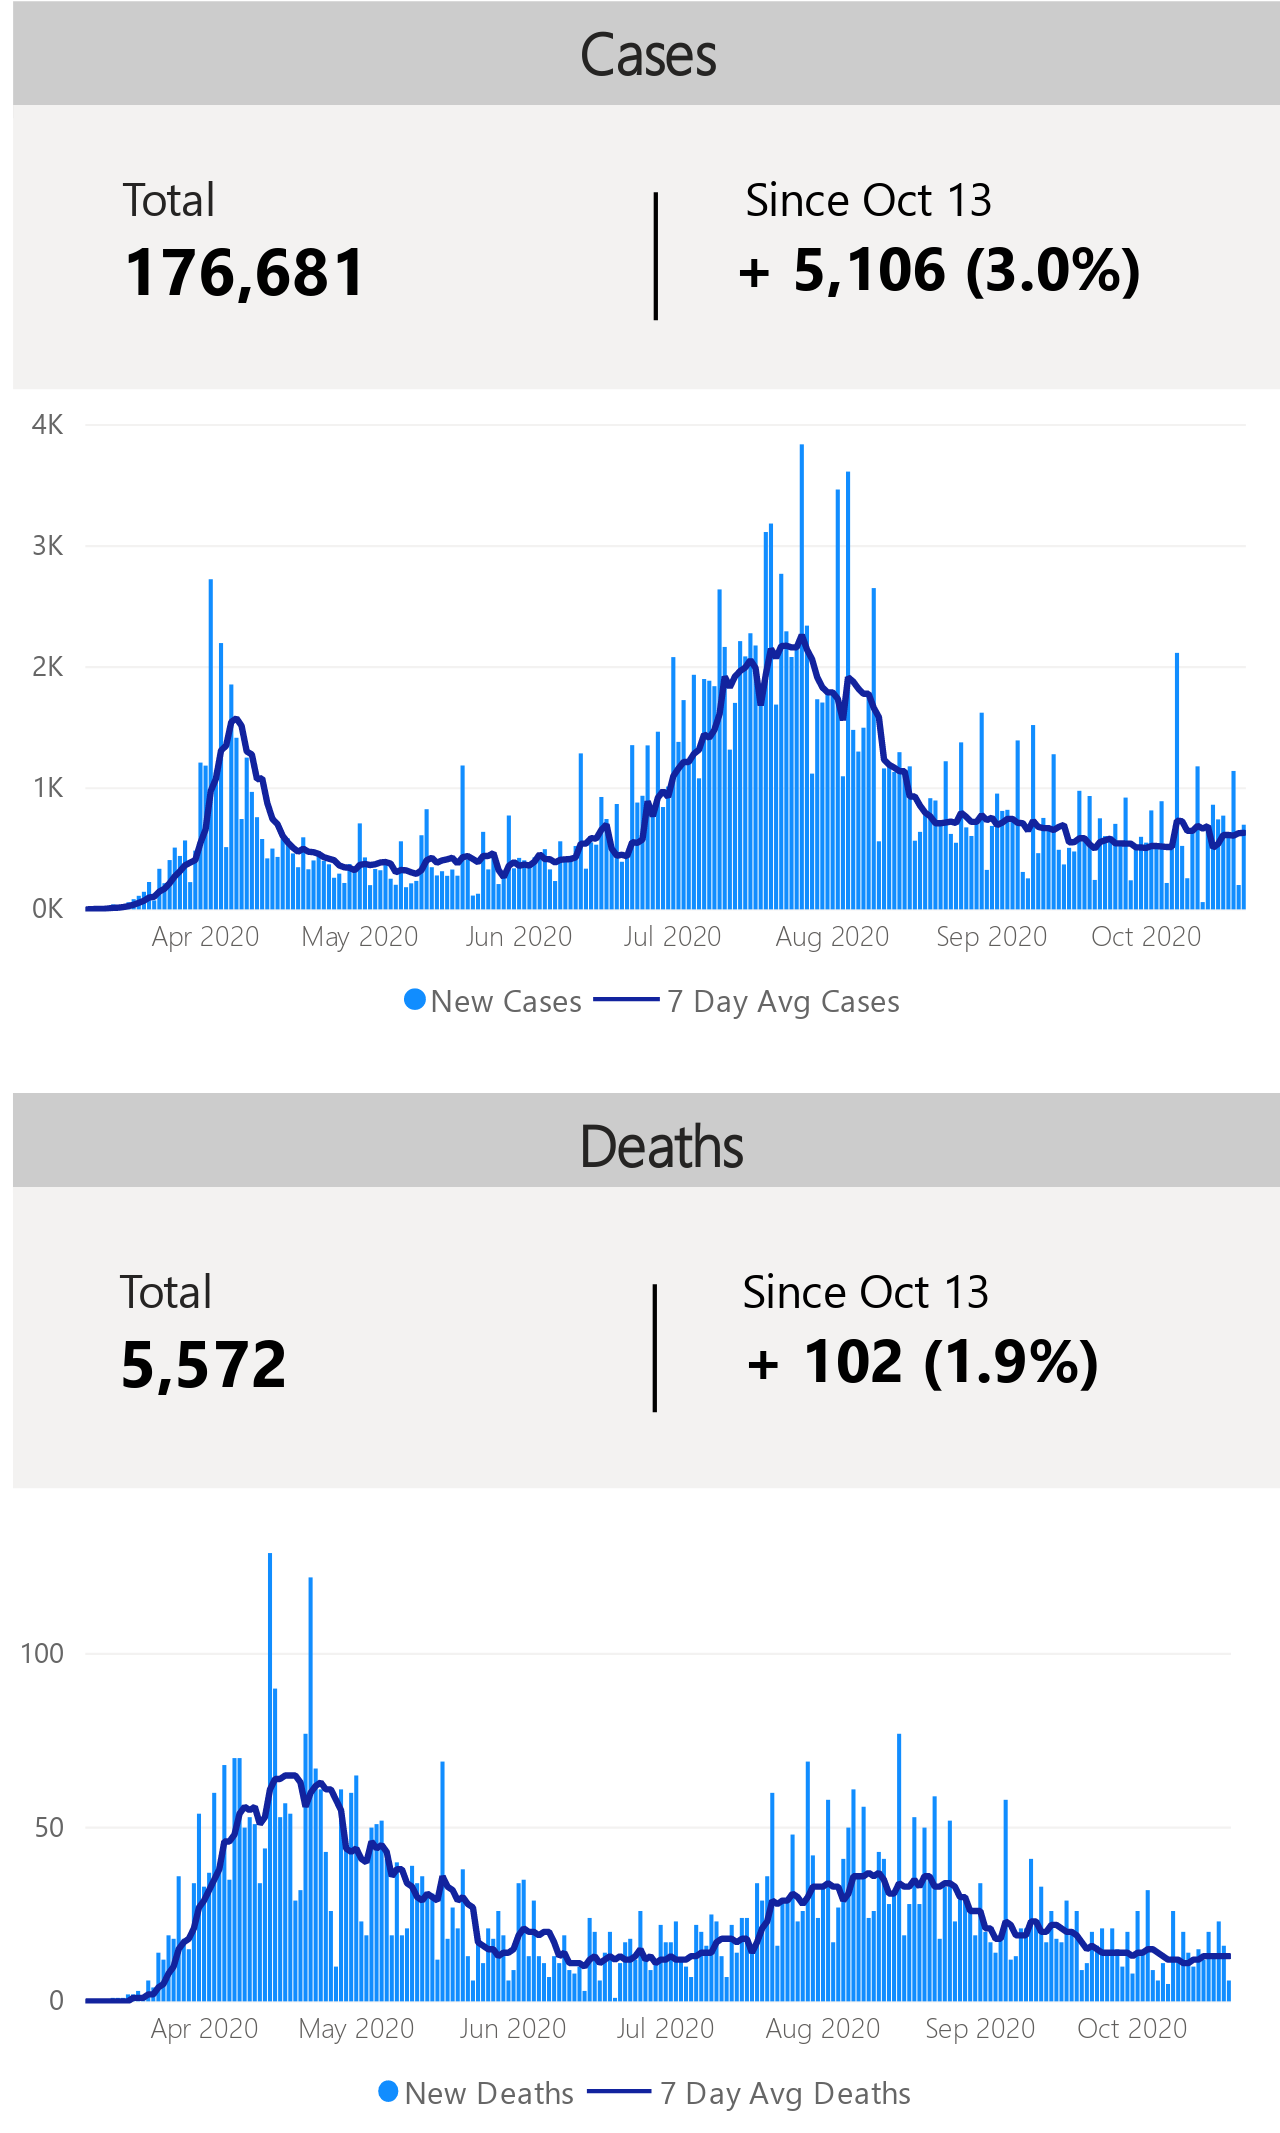 Cases
Total
Since Oct 13
176,681
+ 5,106 (3.0%)
4K
3K
2K
1K
0K
Apr 2020 May 2020 Jun 2020 Jul 2020 Aug 2020 Sep 2020 Oct 2020
New Cases 7 Day Avg Cases
Deaths
Total
Since Oct 13
5,572
+ 102 (1.9%)
100
50
0
Apr 2020 May 2020 Jun 2020 Jul 2020 Aug 2020 Sep 2020 Oct 2020
New Deaths 7 Day Avg Deaths